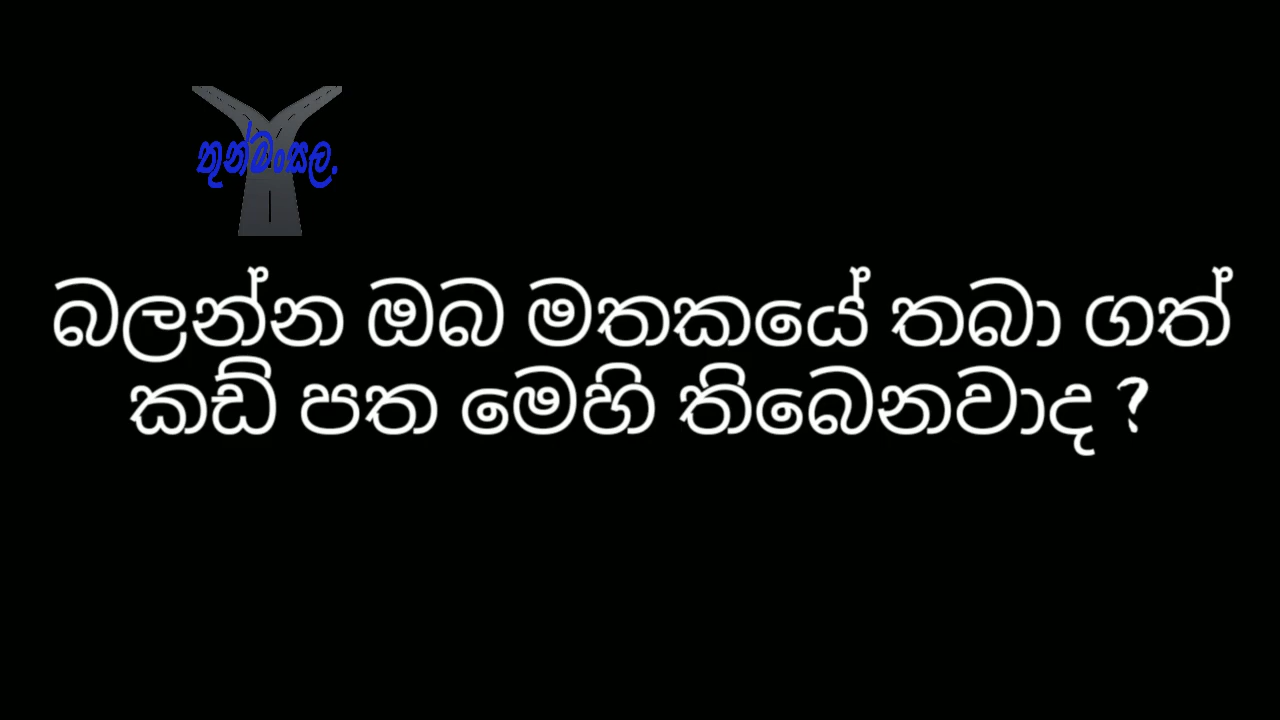 තුන්මංසල.
බලන්න ඔබ මතකයේ තබා ගත්
කඩ් පත මෙහි තිබෙනවාද ?